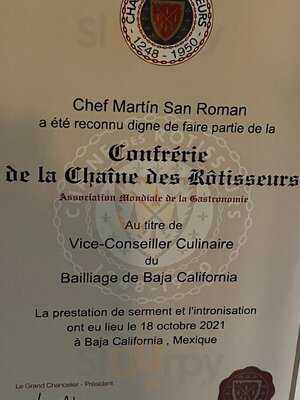 CHA
SEURS
1248 - 1950
Chef Martín San Roman
a été reconnu digne de faire partie de la
Confrérie
de la Chaîne des Rôtisseurs
Association Mondiale de la Gastronomie
Au titre de
Vice-Conseiller Culinaire
du
Bailliage de Baja California
La prestation de serment et l'intronisation
ont eu lieu le 18 octobre 2021
à Baja California , Mexique
Le Grand Chancelier - Président